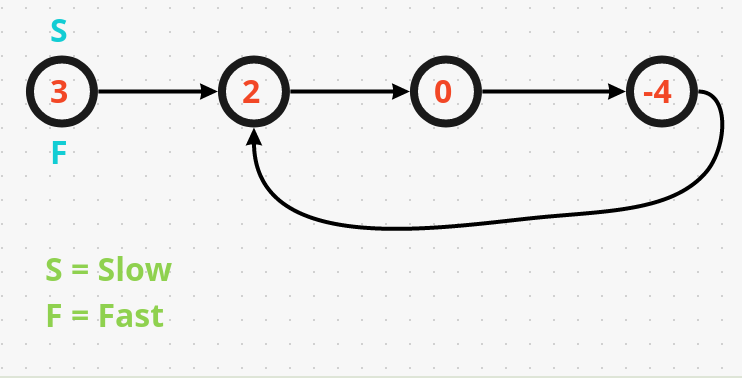 S
3 2 0 -4
F
S = Slow
F = Fast